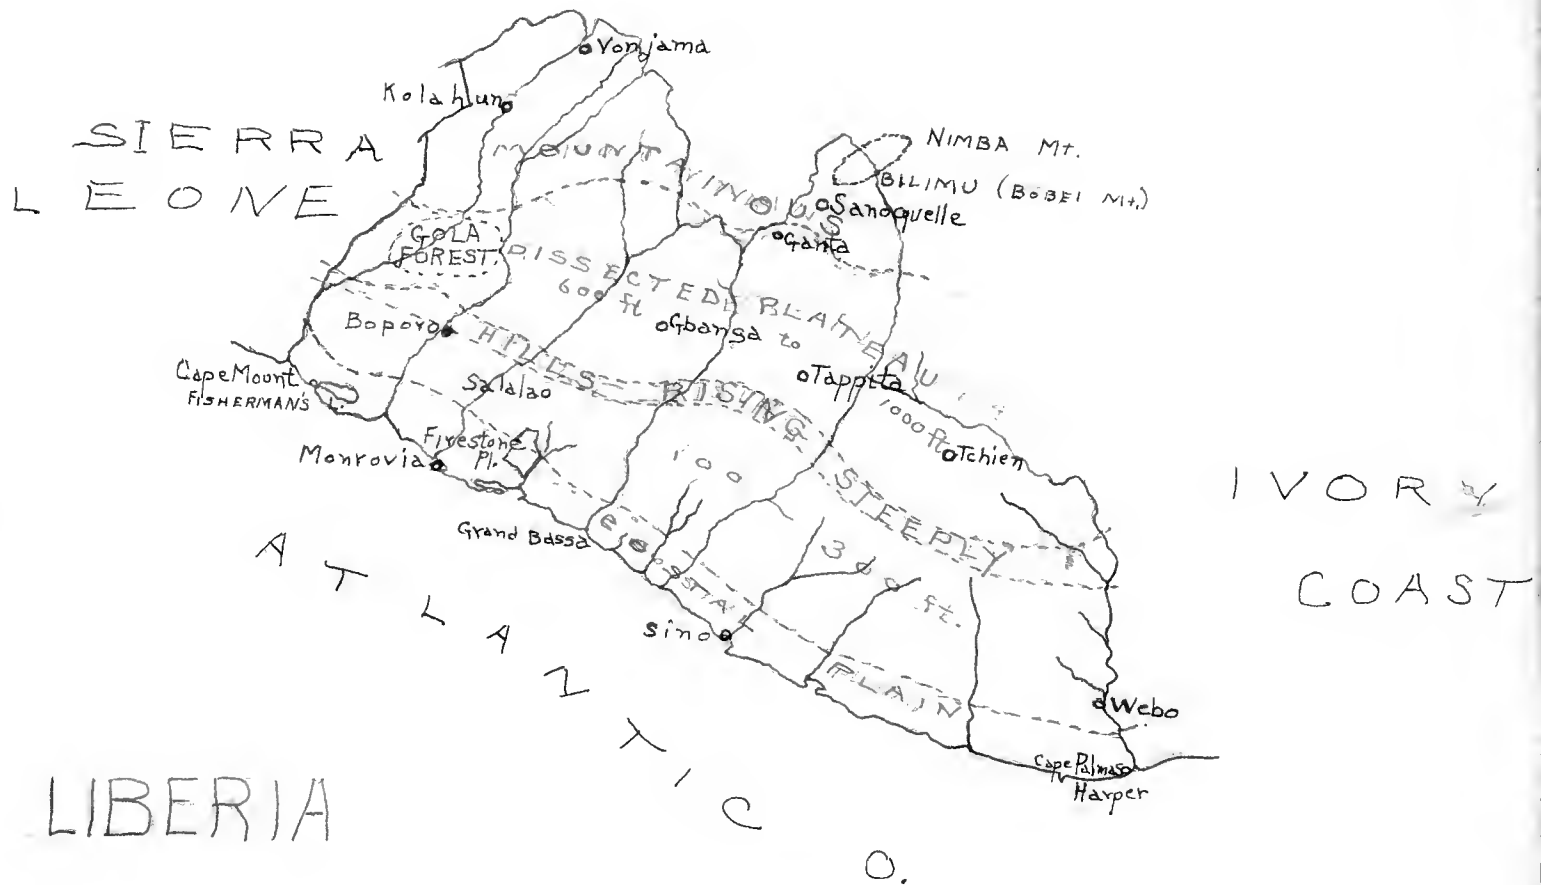 Vonjama
Kolahun
SIERRA
LEONE
MOUNTAINOUS
NIMBA Mt.
BILIMU (BOBEI Mt.)
Sanoquelle
Ganta
GOLA
FOREST.
DISSECTED PLATEAU
600 ft
to
1000 ft
Boporo
Gbanga
HILLS RISING STEEPLY
Tappita
Cape Mount
FISHERMAN'S L.
Salalao
Firestone
Pl.
Tchien
Monrovia
100
300 ft.
IVORY
COAST
Grand Bassa
COASTAL PLAIN
Sino
Webo
ATLANTIC O.
Cape Palmas
Harper
LIBERIA